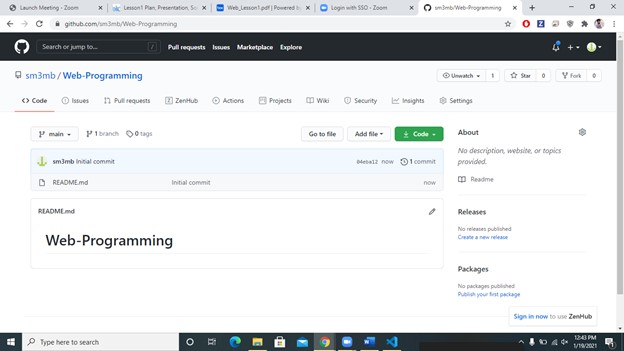 Launch Meeting - Zoom
Lesson1 Plan, Presentation, Sc
Web_Lesson1.pdf | Powered b
Login with SSO - Zoom
sm3mb/Web-Programming
github.com/sm3mb/Web-Programming
Search or jump to...
/
Pull requests Issues Marketplace Explore
sm3mb / Web-Programming
Unwatch 1
Star 0
Fork 0
Code
Issues
Pull requests
ZenHub
Actions
Projects
Wiki
Security
Insights
Settings
main
1 branch
0 tags
Go to file
Add file
Code
sm3mb Initial commit
04eba12 now
1 commit
README.md Initial commit now
README.md
Web-Programming
About
No description, website, or topics
provided.
Readme
Releases
No releases published
Create a new release
Packages
No packages published
Publish your first package
Sign in now to use ZenHub
Type here to search
12:43 PM
1/19/2021